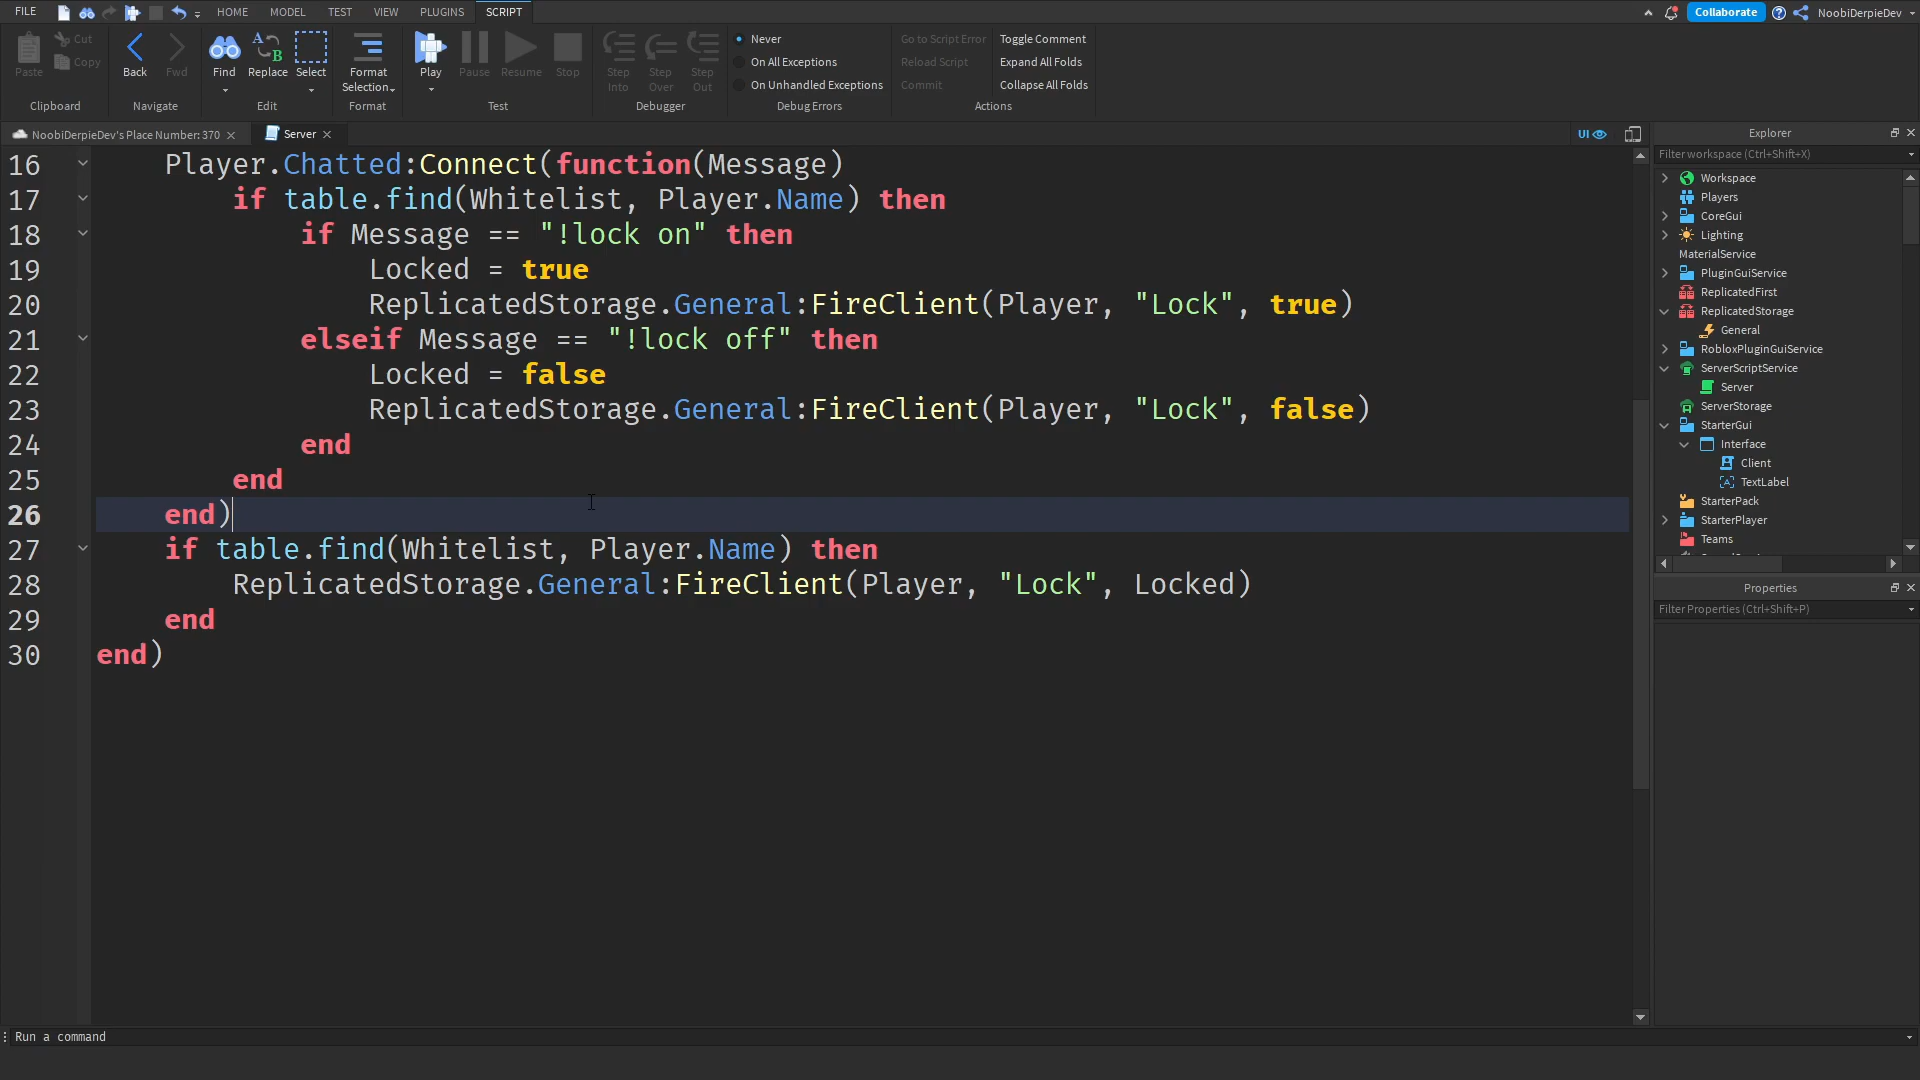 FILE HOME MODEL TEST VIEW PLUGINS SCRIPT Collaborate NoobiDerpieDev
Paste Cut Copy Clipboard
Back Fwd Navigate
Find Replace Select Edit
Format Selection Format
Play Pause Resume Stop Test
Step Into Step Over Step Out Debugger
Never
On All Exceptions
On Unhandled Exceptions
Debug Errors
Go to Script Error Toggle Comment
Reload Script Expand All Folds
Commit Collapse All Folds
Actions
NoobiDerpieDev's Place Number: 370 Server UI
16 Player.Chatted:Connect(function(Message)
17 if table.find(Whitelist, Player.Name) then
18 if Message == "!lock on" then
19 Locked = true
20 ReplicatedStorage.General:FireClient(Player, "Lock", true)
21 elseif Message == "!lock off" then
22 Locked = false
23 ReplicatedStorage.General:FireClient(Player, "Lock", false)
24 end
25 end
26 end)
27 if table.find(Whitelist, Player.Name) then
28 ReplicatedStorage.General:FireClient(Player, "Lock", Locked)
29 end
30 end)
Explorer
Filter workspace (Ctrl+Shift+X)
Workspace
Players
CoreGui
Lighting
MaterialService
PluginGuiService
ReplicatedFirst
ReplicatedStorage
General
RobloxPluginGuiService
ServerScriptService
Server
ServerStorage
StarterGui
Interface
Client
TextLabel
StarterPack
StarterPlayer
Teams
Properties
Filter Properties (Ctrl+Shift+P)
Run a command